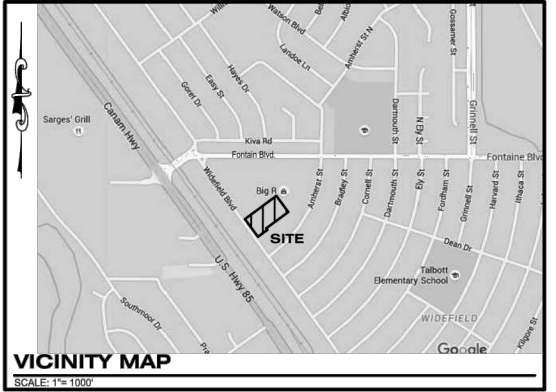 Watson Blvd
Landoe Ln
Amherst St N
Gossamer St
Goret Dr
Easy St
Hayes Dr
Dartmouth St
N Ely St
Grinnell St
Sarges' Grill
Canam Hwy
Kiva Rd
Fontain Blvd.
Fontaine Blvd
Widefield Blvd
Big R
SITE
Amherst St
Bradley St
Cornell St
Dartmouth St
Ely St
Fordham St
Grinnell St
Harvard St
Ithaca St
Dean Dr
U.S. Hwy 85
Talbott
Elementary School
Southmoor Dr
WIDEFIELD
Kilgore St
Google
VICINITY MAP
SCALE: 1"= 1000'